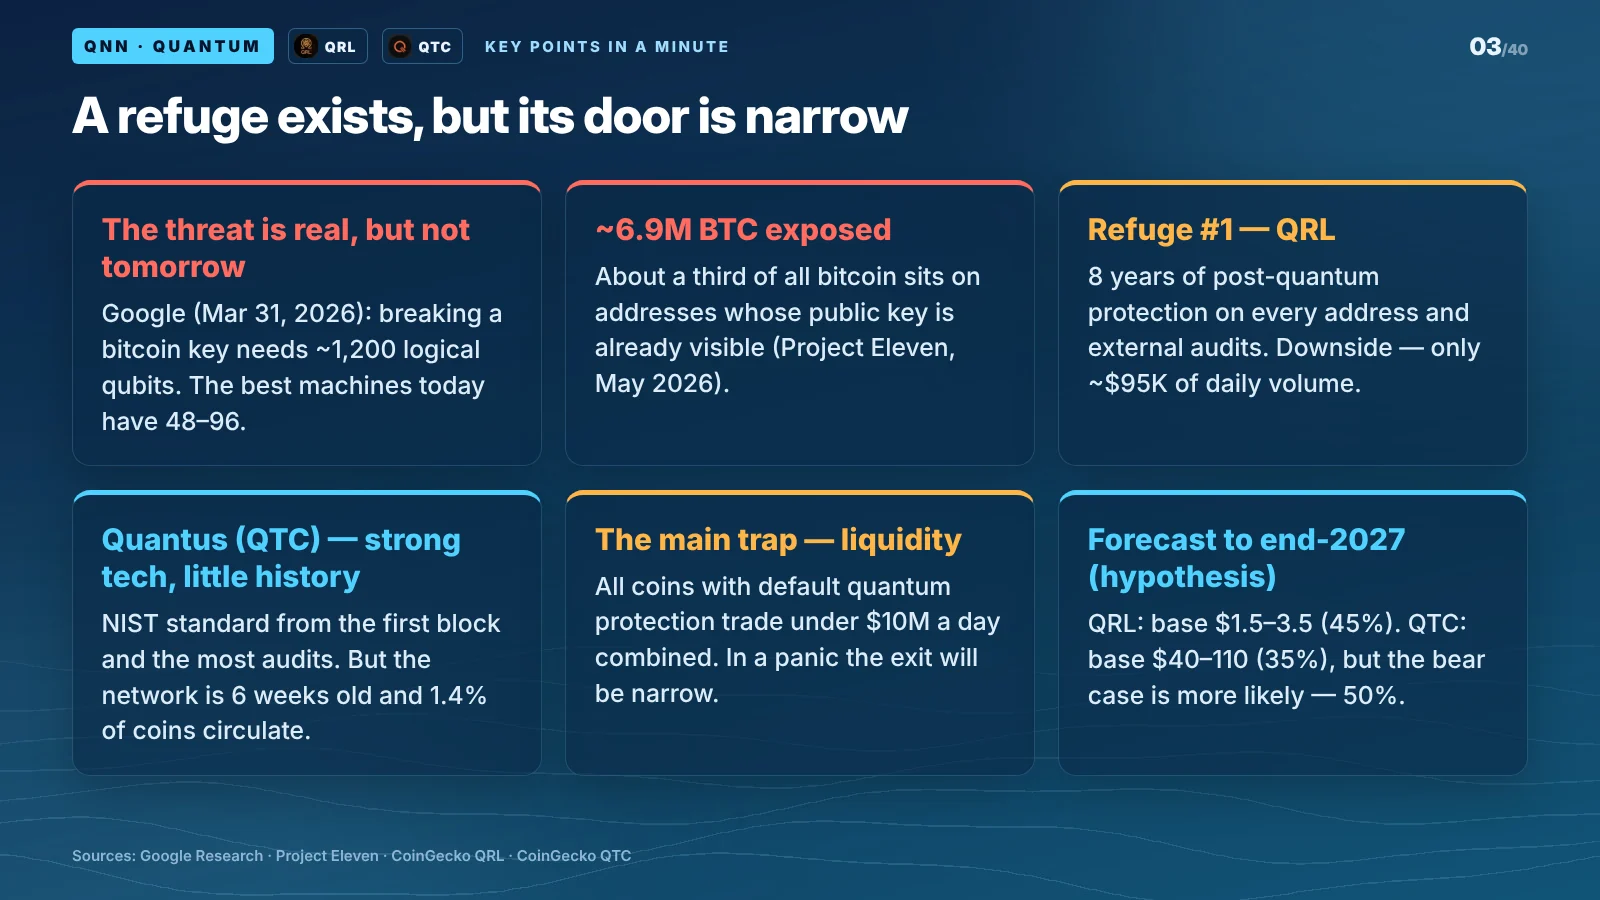 QNN · QUANTUM
QRL
QTC
KEY POINTS IN A MINUTE
03/40
A refuge exists, but its door is narrow
The threat is real, but not
tomorrow
Google (Mar 31, 2026): breaking a
bitcoin key needs ~1,200 logical
qubits. The best machines today
have 48–96.
~6.9M BTC exposed
About a third of all bitcoin sits on
addresses whose public key is
already visible (Project Eleven,
May 2026).
Refuge #1 — QRL
8 years of post-quantum
protection on every address and
external audits. Downside — only
~$95K of daily volume.
Quantus (QTC) — strong
tech, little history
NIST standard from the first block
and the most audits. But the
network is 6 weeks old and 1.4%
of coins circulate.
The main trap — liquidity
All coins with default quantum
protection trade under $10M a day
combined. In a panic the exit will
be narrow.
Forecast to end-2027
(hypothesis)
QRL: base $1.5–3.5 (45%). QTC:
base $40–110 (35%), but the bear
case is more likely — 50%.
Sources: Google Research · Project Eleven · CoinGecko QRL · CoinGecko QTC